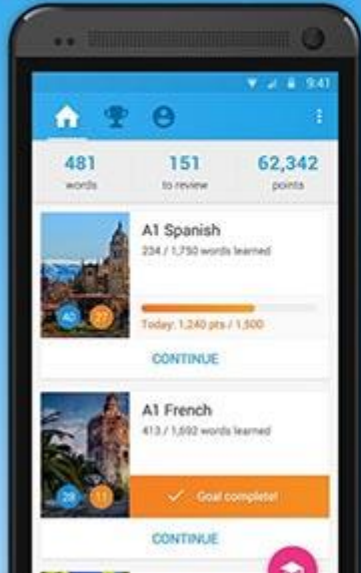 9:41
481 151 62,342
words to review points
A1 Spanish
234 / 1,750 words learned
40 27
Today: 1,240 pts / 1,500
CONTINUE
A1 French
413 / 1,692 words learned
28 11
Goal complete!
CONTINUE